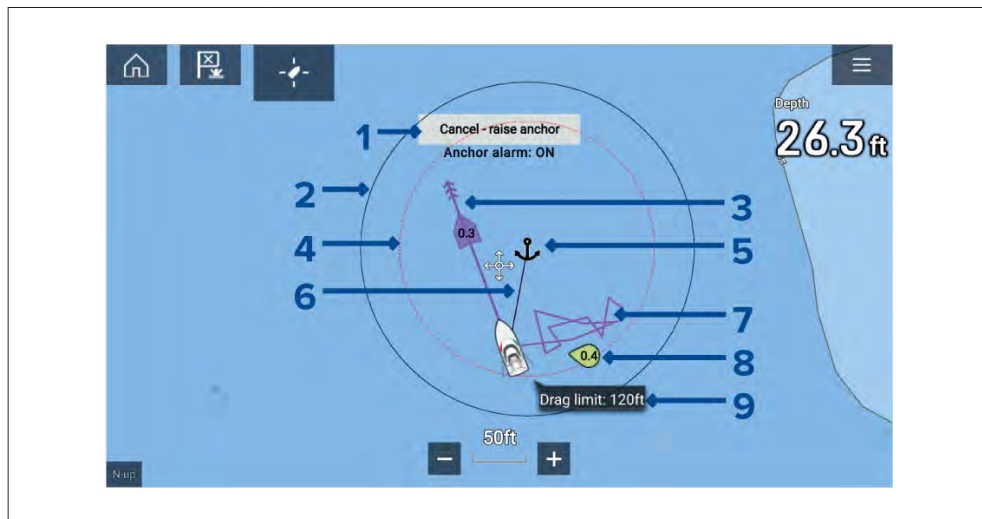 Depth
26.3 ft
1
Cancel - raise anchor
Anchor alarm: ON
2
3
0.3
4
5
6
7
0.4
8
Drag limit: 120ft
9
50ft
−
+
N-up